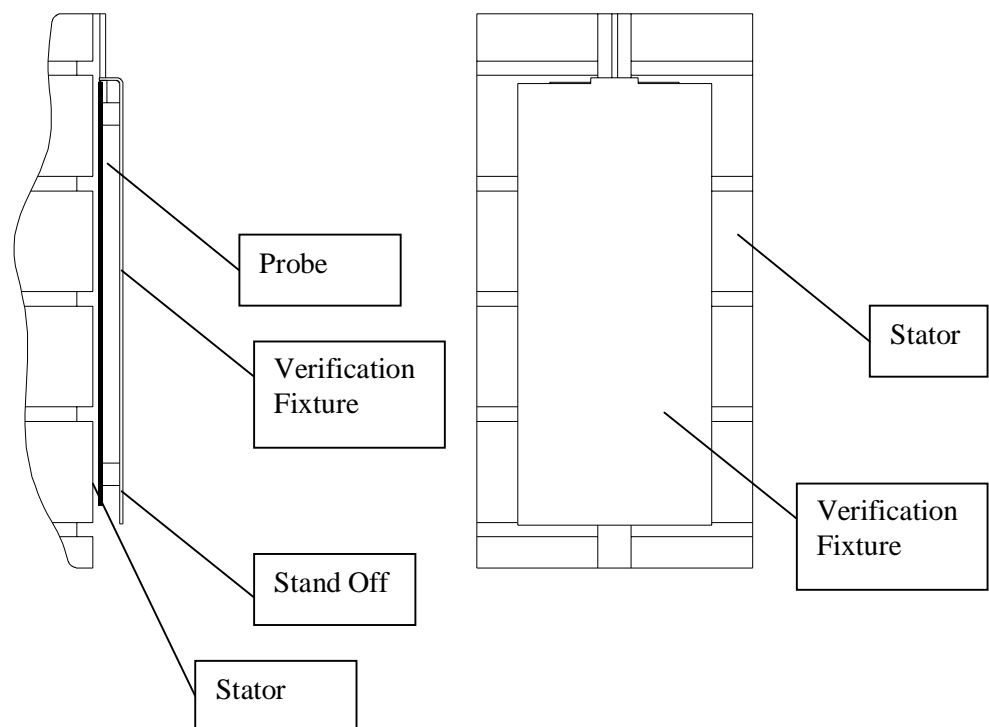 Probe
Verification
Fixture
Stand Off
Stator
Stator
Verification
Fixture